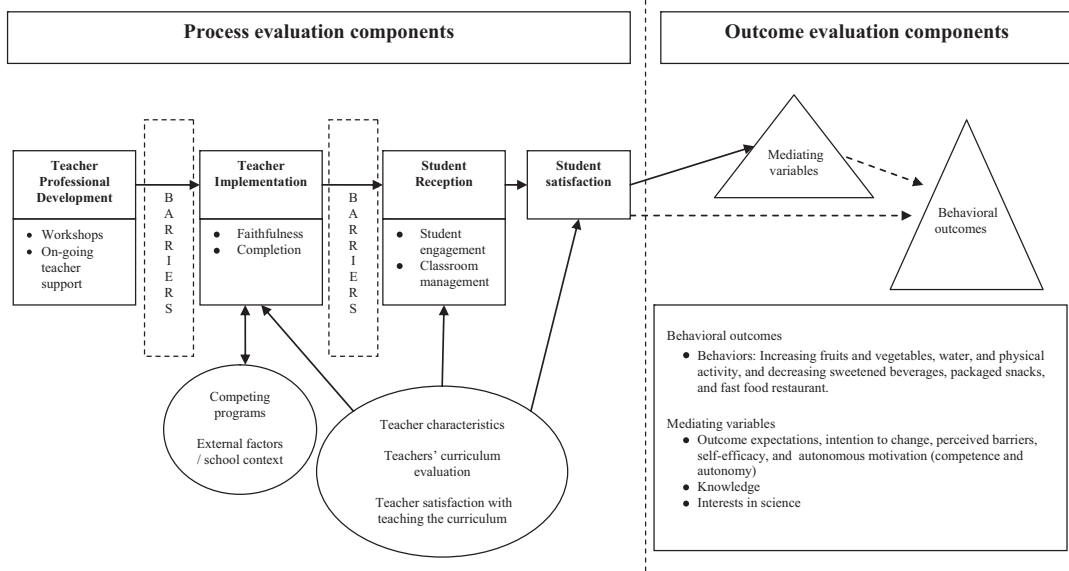 Process evaluation components
Outcome evaluation components
Teacher
Professional
Development
● Workshops
● On-going
teacher
support
B
A
R
R
I
E
R
S
Teacher
Implementation
● Faithfulness
● Completion
B
A
R
R
I
E
R
S
Student
Reception
● Student
engagement
● Classroom
management
Student
satisfaction
Mediating
variables
Behavioral
outcomes
Competing
programs
External factors
/ school context
Teacher characteristics
Teachers’ curriculum
evaluation
Teacher satisfaction with
teaching the curriculum
Behavioral outcomes
● Behaviors: Increasing fruits and vegetables, water, and physical
activity, and decreasing sweetened beverages, packaged snacks,
and fast food restaurant.
Mediating variables
● Outcome expectations, intention to change, perceived barriers,
self-efficacy, and autonomous motivation (competence and
autonomy)
● Knowledge
● Interests in science